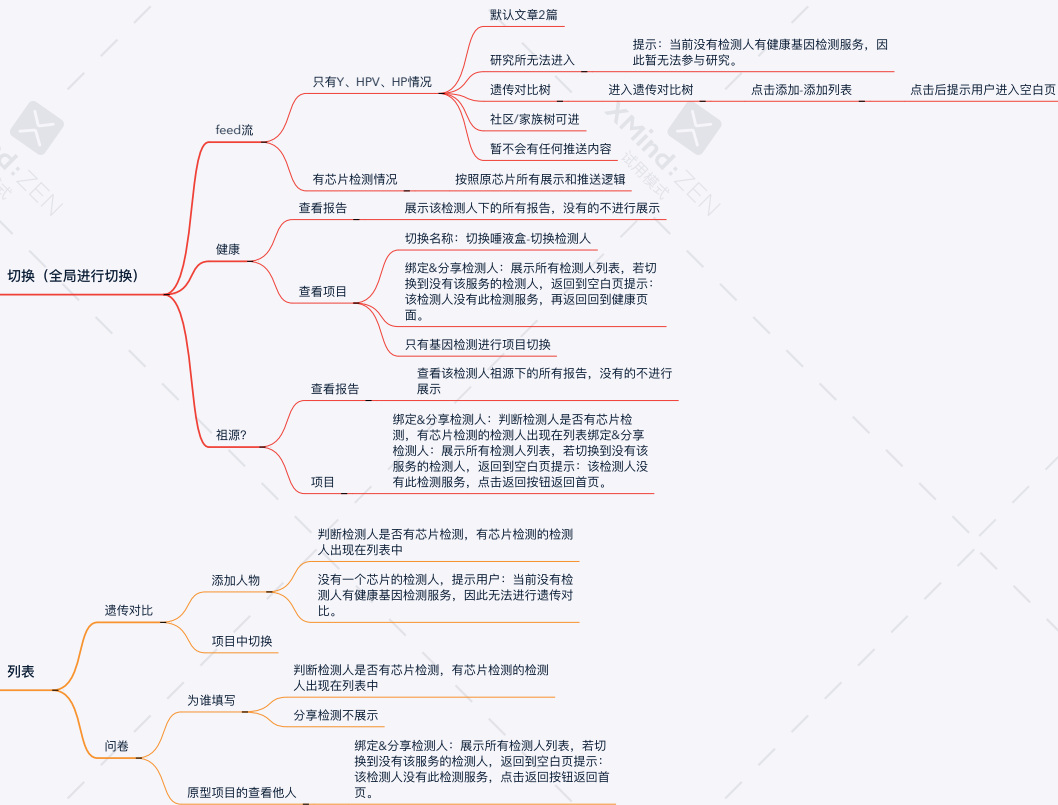 默认文章2篇
研究所无法进入
提示：当前没有检测人有健康基因检测服务，因
此暂无法参与研究。
只有Y、HPV、HP情况
遗传对比树
进入遗传对比树
点击添加-添加列表
点击后提示用户进入空白页
社区/家族树可进
暂不会有任何推送内容
feed流
有芯片检测情况
按照原芯片所有展示和推送逻辑
查看报告
展示该检测人下的所有报告，没有的不进行展示
健康
切换名称：切换唾液盒-切换检测人
切换（全局进行切换）
查看项目
绑定&分享检测人：展示所有检测人列表，若切
换到没有该服务的检测人，返回到空白页提示：
该检测人没有此检测服务，再返回回到健康页
面。
只有基因检测进行项目切换
查看报告
查看该检测人祖源下的所有报告，没有的不进行
展示
祖源？
项目
绑定&分享检测人：判断检测人是否有芯片检
测，有芯片检测的检测人出现在列表绑定&分享
检测人：展示所有检测人列表，若切换到没有该
服务的检测人，返回到空白页提示：该检测人没
有此检测服务，点击返回按钮返回首页。
判断检测人是否有芯片检测，有芯片检测的检测
人出现在列表中
添加人物
没有一个芯片的检测人，提示用户：当前没有检
测人有健康基因检测服务，因此无法进行遗传对
比。
遗传对比
项目中切换
列表
判断检测人是否有芯片检测，有芯片检测的检测
人出现在列表中
为谁填写
分享检测不展示
问卷
原型项目的查看他人
绑定&分享检测人：展示所有检测人列表，若切
换到没有该服务的检测人，返回到空白页提示：
该检测人没有此检测服务，点击返回按钮返回首
页。
XMind:ZEN
试用模式